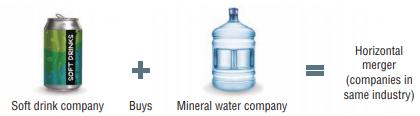 SOFT DRINKS
Soft drink company
Buys
Mineral water company
Horizontal
merger
(companies in
same industry)